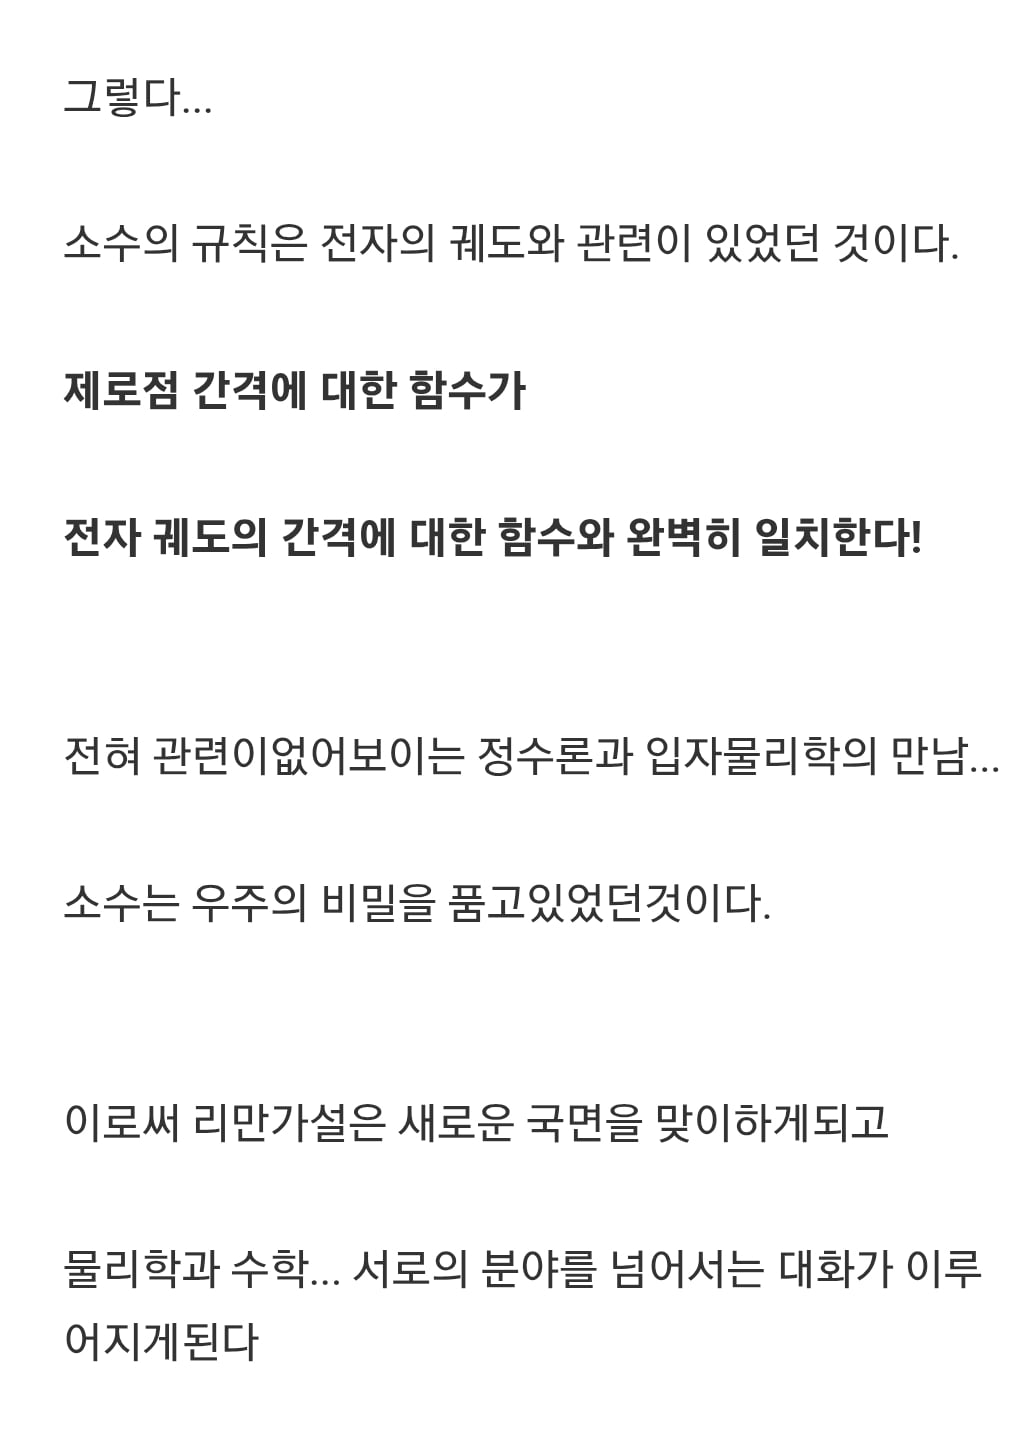 그렇다...
소수의 규칙은 전자의 궤도와 관련이 있었던 것이다.
제로점 간격에 대한 함수가
전자 궤도의 간격에 대한 함수와 완벽히 일치한다!
전혀 관련이없어보이는 정수론과 입자물리학의 만남...
소수는 우주의 비밀을 품고있었던것이다.
이로써 리만가설은 새로운 국면을 맞이하게되고
물리학과 수학... 서로의 분야를 넘어서는 대화가 이루
어지게된다